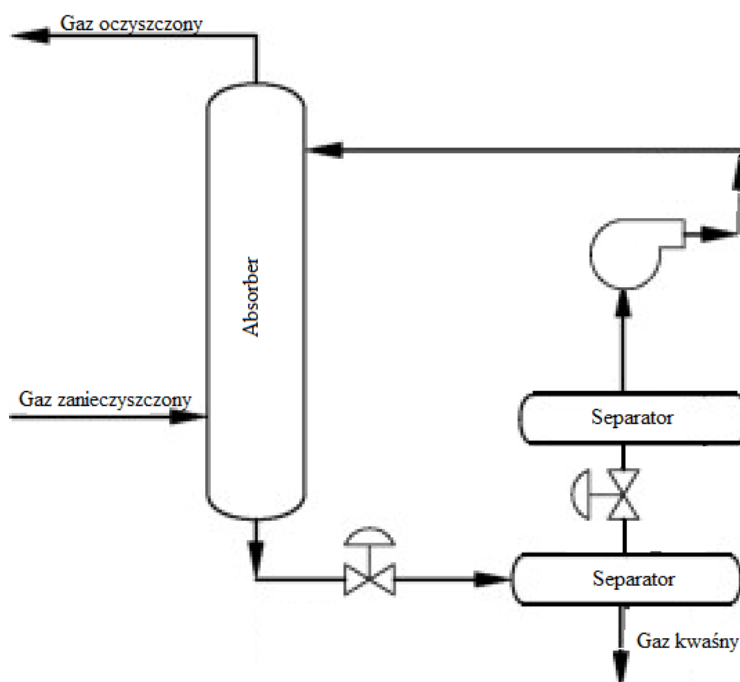 Gaz oczyszczony
Absorber
Gaz zanieczyszczony
Separator
Separator
Gaz kwaśny